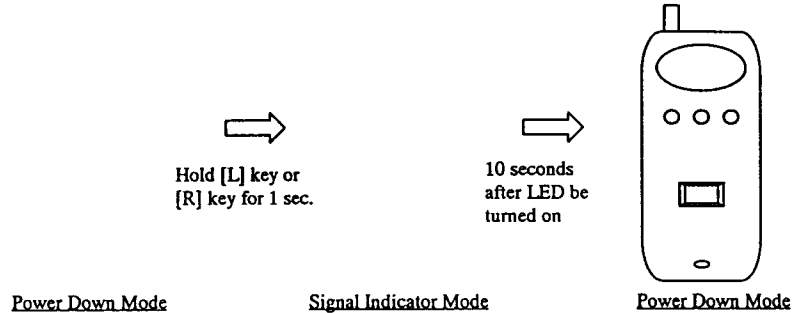 Hold [L] key or
[R] key for 1 sec.
10 seconds
after LED be
turned on
Power Down Mode
Signal Indicator Mode
Power Down Mode